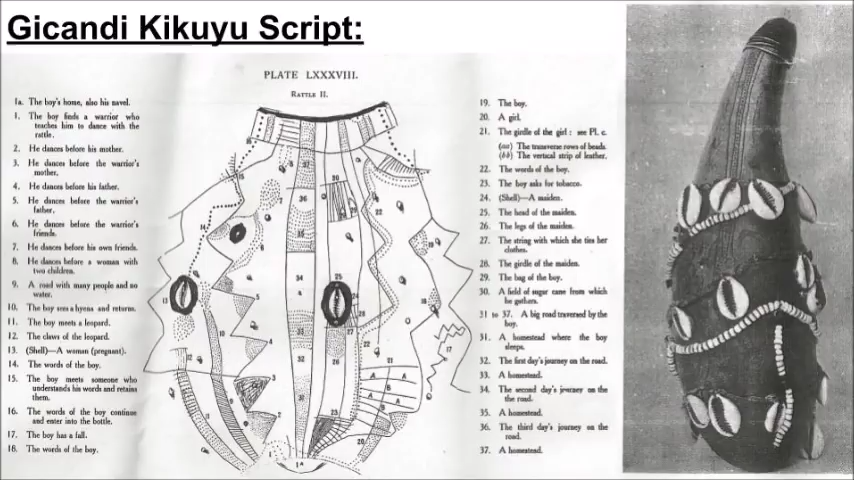 Gicandi Kikuyu Script:
PLATE LXXXVIII.
RATTLE II.
1a. The boy's home, also his navel.
1. The boy finds a warrior who
teaches him to dance with the
rattle.
2. He dances before his mother.
3. He dances before the warrior's
mother.
4. He dances before his father.
5. He dances before the warrior's
father.
6. He dances before the warrior's
friends.
7. He dances before his own friends.
8. He dances before a woman with
two children.
9. A road with many people and no
water.
10. The boy sees a hyena and returns.
11. The boy meets a leopard.
12. The claws of the leopard.
13. (Shell)—A woman (pregnant).
14. The words of the boy.
15. The boy meets someone who
understands his words and retains
them.
16. The words of the boy continue
and enter into the bottle.
17. The boy has a fall.
18. The words of the boy.
19. The boy.
20. A girl.
21. The girdle of the girl: see Pl. c.
(aa) The transverse rows of beads.
(bb) The vertical strip of leather.
22. The words of the boy.
23. The boy asks for tobacco.
24. (Shell)—A maiden.
25. The head of the maiden.
26. The legs of the maiden.
27. The string with which she ties her
clothes.
28. The girdle of the maiden.
29. The bag of the boy.
30. A field of sugar cane from which
he gathers.
31 to 37. A big road traversed by the
boy.
31. A homestead where the boy
sleeps.
32. The first day's journey on the road.
33. A homestead.
34. The second day's journey on the
the road.
35. A homestead.
36. The third day's journey on the
road.
37. A homestead.